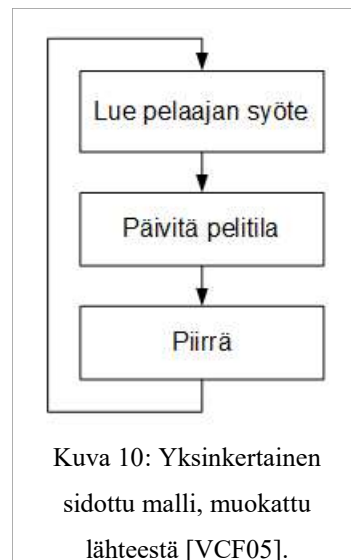 Lue pelaajan syöte
Päivitä pelitila
Piirrä
Kuva 10: Yksinkertainen
sidottu malli, muokattu
lähteestä [VCF05].